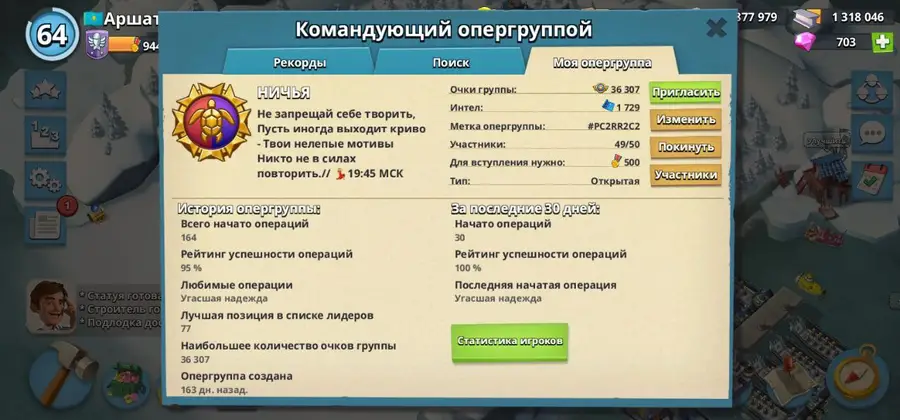 64
Аршат
944
Командующий опергруппой
377 979
1 318 046
703
Рекорды
Поиск
Моя опергруппа
НИЧЬЯ
Не запрещай себе творить,
Пусть иногда выходит криво
- Твои нелепые мотивы
Никто не в силах
повторить.// 💃19:45 МСК
Очки группы: 36 307
Интел: 1 729
Метка опергруппы: #PC2RR2C2
Участники: 49/50
Для вступления нужно: 500
Тип: Открытая
Пригласить
Изменить
Покинуть
Участники
История опергруппы:
Всего начато операций
164
Рейтинг успешности операций
95 %
Любимые операции
Угасшая надежда
Лучшая позиция в списке лидеров
77
Наибольшее количество очков группы
36 307
Опергруппа создана
163 дн. назад.
За последние 30 дней:
Начато операций
30
Рейтинг успешности операций
100 %
Последняя начатая операция
Угасшая надежда
Статистика игроков
123
1
* Статуя готова
* Строитель го
* Подлодка дос